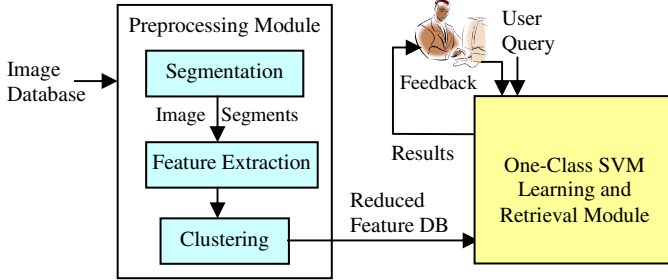 Image
Database
Preprocessing Module
Segmentation
Image Segments
Feature Extraction
Clustering
Reduced
Feature DB
User
Query
Feedback
Results
One-Class SVM
Learning and
Retrieval Module